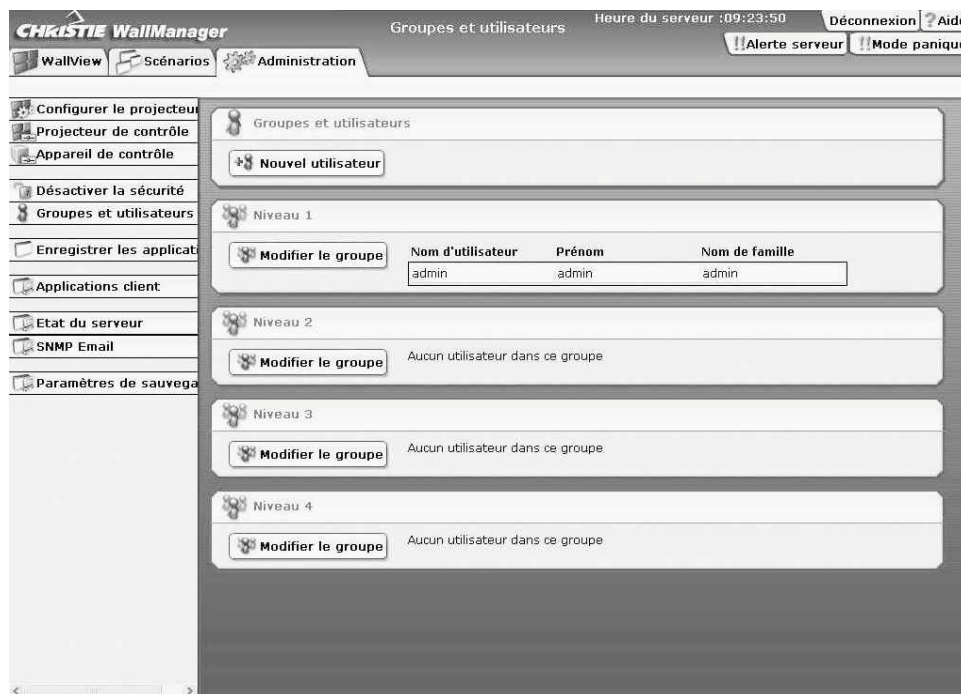 CHRISTIE WallManager
Groupes et utilisateurs
Heure du serveur :09:23:50
Déconnexion
?Aide
!!Alerte serveur
!!Mode panique
WallView
Scénarios
Administration
Configurer le projecteur
Projecteur de contrôle
Appareil de contrôle
Désactiver la sécurité
Groupes et utilisateurs
Enregistrer les applicati
Applications client
Etat du serveur
SNMP Email
Paramètres de sauvega
Groupes et utilisateurs
Nouvel utilisateur
Niveau 1
Modifier le groupe
Nom d'utilisateur Prénom Nom de famille
admin admin admin
Niveau 2
Modifier le groupe
Aucun utilisateur dans ce groupe
Niveau 3
Modifier le groupe
Aucun utilisateur dans ce groupe
Niveau 4
Modifier le groupe
Aucun utilisateur dans ce groupe